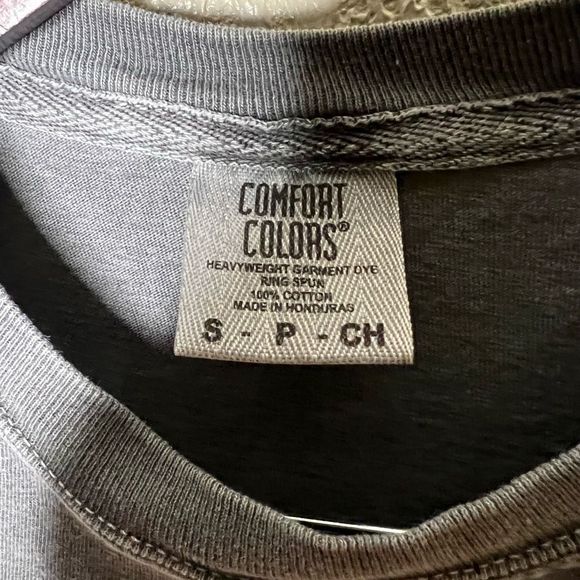 COMFORT
COLORS®
HEAVYWEIGHT GARMENT DYE
RING SPUN
100% COTTON
MADE IN HONDURAS
S - P - CH